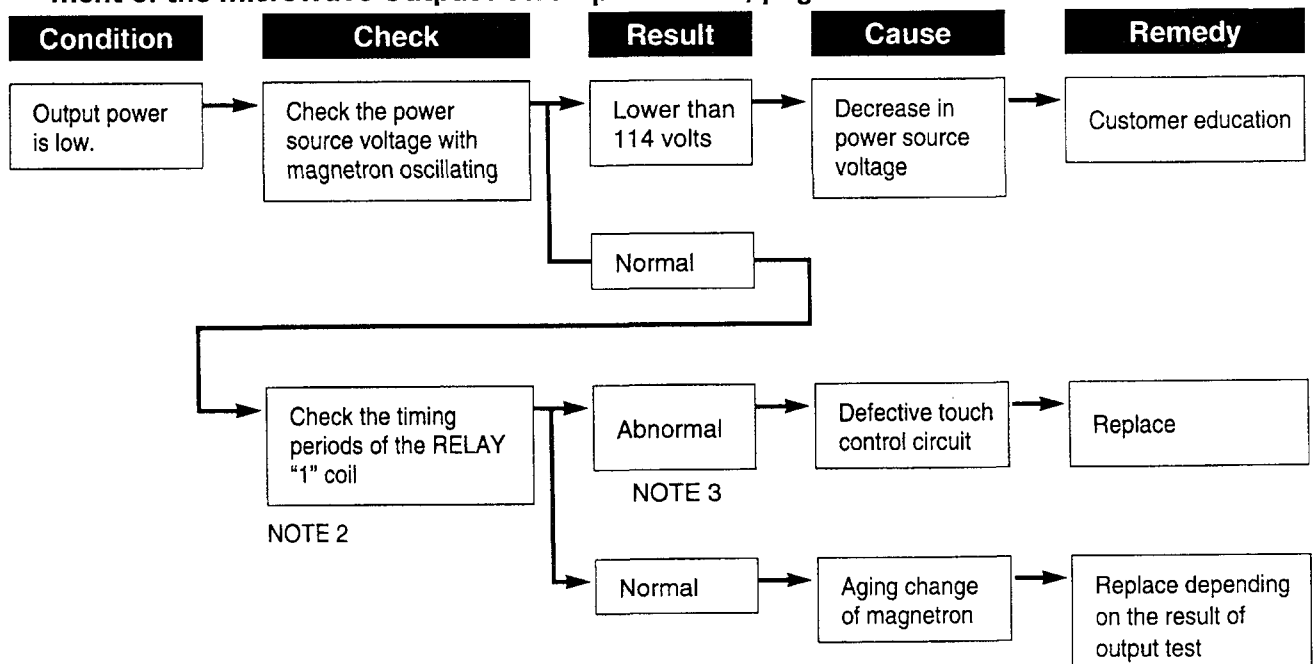 Condition Check Result Cause Remedy
Output power
is low.
Check the power
source voltage with
magnetron oscillating
Lower than
114 volts
Decrease in
power source
voltage
Customer education
Normal
Check the timing
periods of the RELAY
“1” coil
NOTE 2
Abnormal
NOTE 3
Defective touch
control circuit
Replace
Normal
Aging change
of magnetron
Replace depending
on the result of
output test